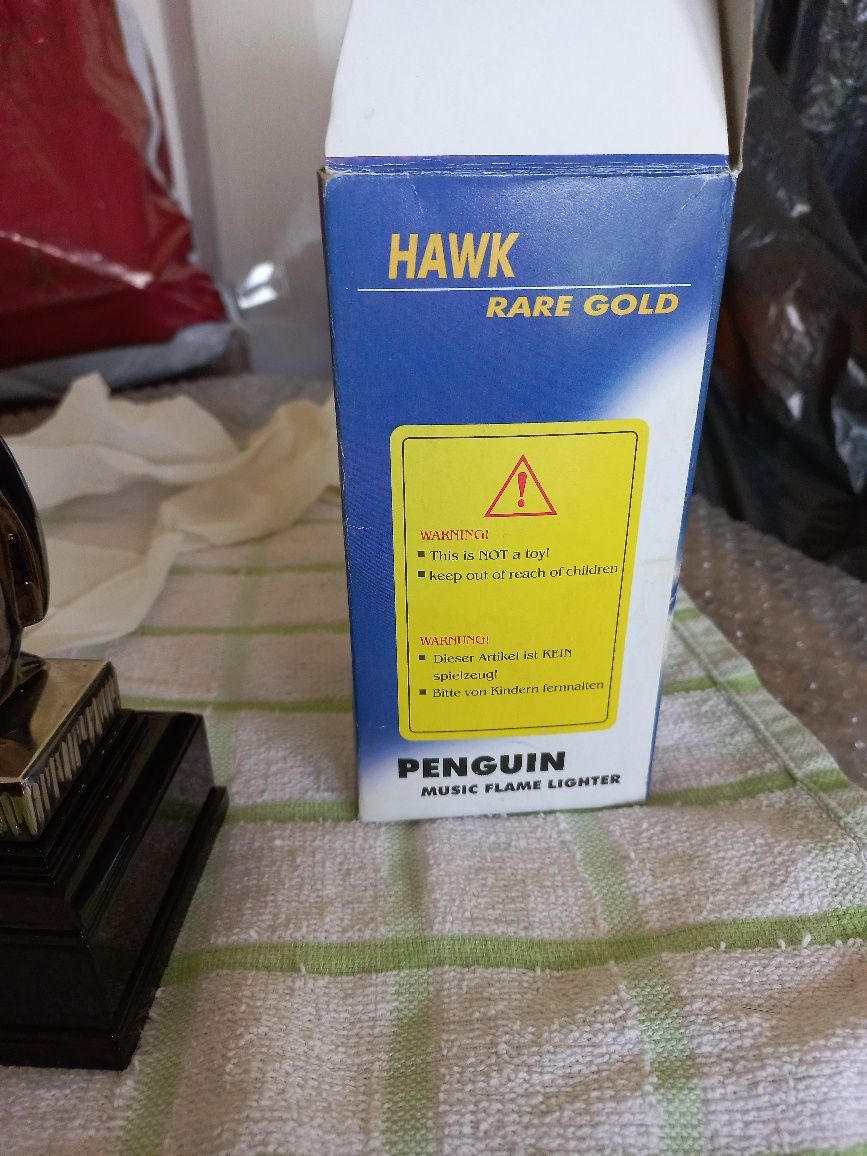 HAWK
RARE GOLD
WARNING!
This is NOT a toy!
keep out of reach of children
WARNUNG!
Dieser Artikel ist KEIN
spielzeug!
Bitte von Kindern fernnalten
PENGUIN
MUSIC FLAME LIGHTER